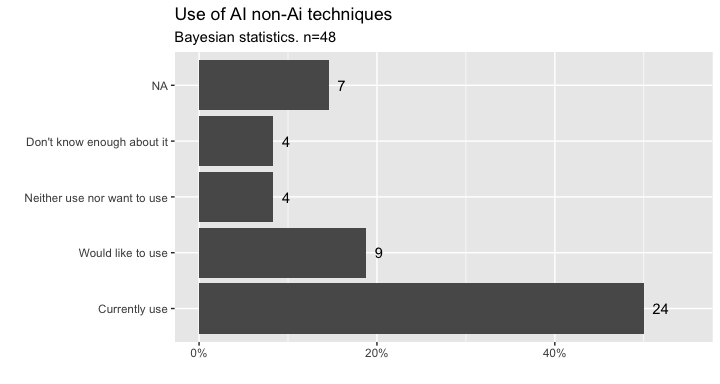 Use of AI non-Ai techniques
Bayesian statistics. n=48
NA
7
Don't know enough about it
4
Neither use nor want to use
4
Would like to use
9
Currently use
24
0%
20%
40%